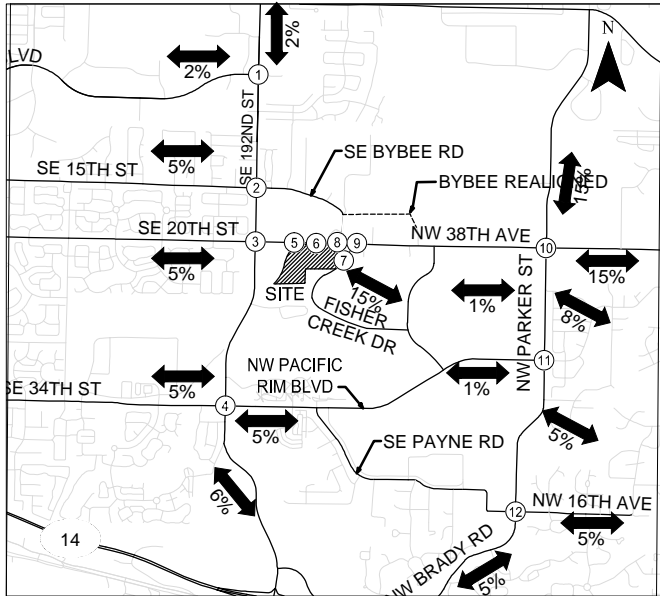 2%
N
LVD
2%
1
SE 192ND ST
5%
SE BYBEE RD
15%
SE 15TH ST
2
BYBEE REALIGNED
SE 20TH ST
3
5
6
8
9
NW 38TH AVE
10
5%
7
15%
SITE
15%
1%
NW PARKER ST
8%
FISHER
CREEK DR
11
5%
NW PACIFIC
RIM BLVD
1%
SE 34TH ST
4
5%
5%
SE PAYNE RD
6%
NW 16TH AVE
12
14
5%
NW BRADY RD
5%